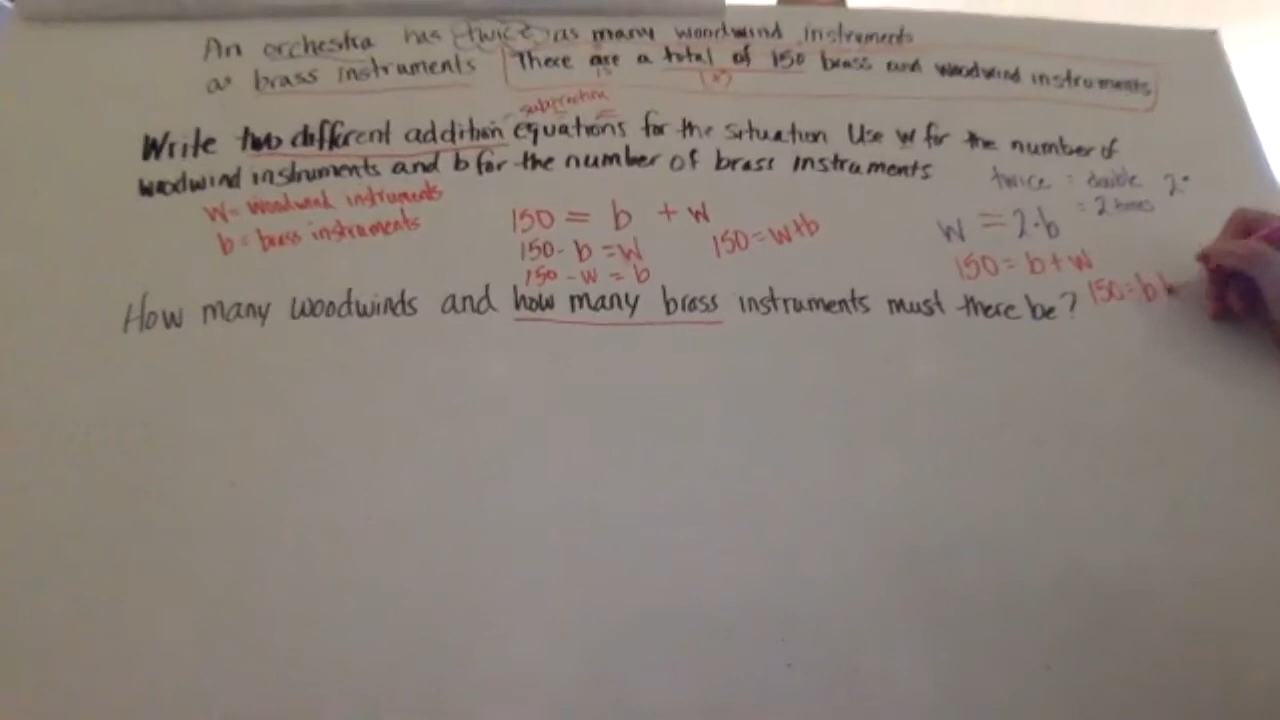 An orchestra has twice as many woodwind instruments
as brass instruments There are a total of 150 brass and woodwind instruments
is
(x)
subtraction
Write two different addition equations for the situation Use w for the number of
woodwind instruments and b for the number of brass instruments
w = woodwind instruments
b = brass instruments
150 = b + w
150 - b = w
150 - w = b
150 = w + b
twice = double 2·
= 2 times
w = 2·b
150 = b + w
150 = b
How many woodwinds and how many brass instruments must there be?